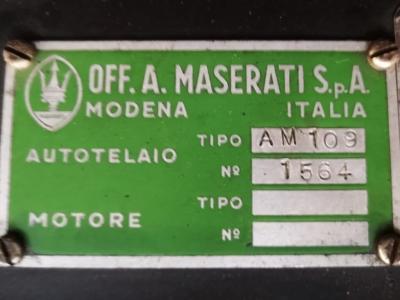 OFF. A. MASERATI S.p.A.
MODENA ITALIA
AUTOTELAIO TIPO AM 109
Nº 1564
MOTORE TIPO
Nº